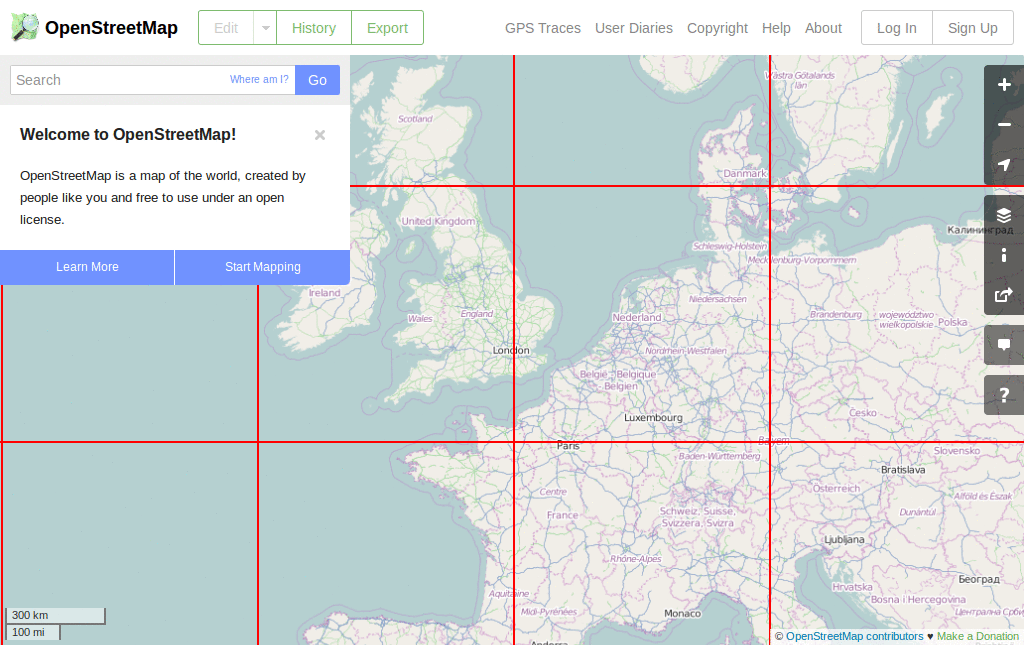 OpenStreetMap
Edit
History
Export
GPS Traces
User Diaries
Copyright
Help
About
Log In
Sign Up
Search
Where am I?
Go
Welcome to OpenStreetMap!
OpenStreetMap is a map of the world, created by
people like you and free to use under an open
license.
Learn More
Start Mapping
Västra Götalands
län
Scotland
Danmark
United Kingdom
Калининград
Schleswig-Holstein
Mecklenburg-Vorpommern
Ireland
Niedersachsen
Wales
England
Nederland
Brandenburg
województwo
wielkopolskie
Polska
London
Nordrhein-Westfalen
België - Belgique
Belgien
Luxembourg
Česko
Paris
Bayern
Baden-Württemberg
Slovensko
Bratislava
Centre
Österreich
Alföld és Észak
France
Schweiz, Suisse,
Svizzera, Svizra
Dunántúl
Ljubljana
Rhône-Alpes
Београд
Aquitaine
Hrvatska
Bosna i Hercegovina
Midi-Pyrénées
Monaco
Централна Срби
Andorra
300 km
100 mi
?
© OpenStreetMap contributors ♥ Make a Donation